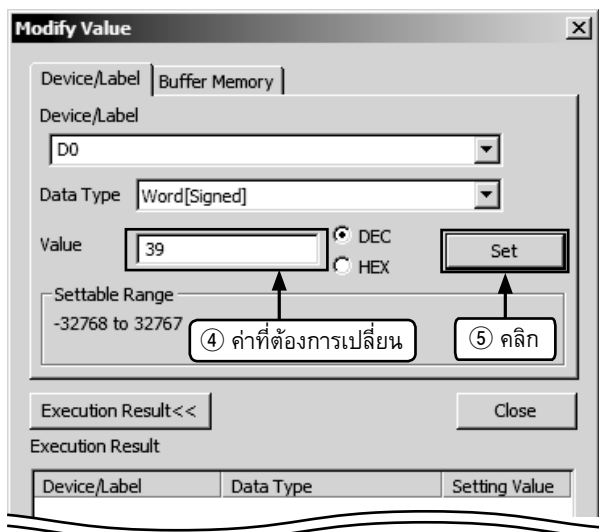 Modify Value
Device/Label Buffer Memory
Device/Label
D0
Data Type Word[Signed]
Value 39 DEC Set
HEX
Settable Range
-32768 to 32767
④ ค่าที่ต้องการเปลี่ยน ⑤ คลิก
Execution Result<< Close
Execution Result
Device/Label Data Type Setting Value